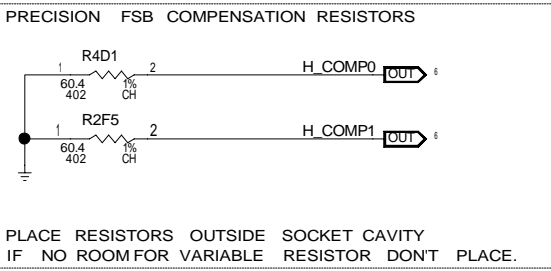 PRECISION FSB COMPENSATION RESISTORS
R4D1
1 2 H_COMP0 OUT 6
60.4 1%
402 CH
R2F5
1 2 H_COMP1 OUT 6
60.4 1%
402 CH
PLACE RESISTORS OUTSIDE SOCKET CAVITY
IF NO ROOM FOR VARIABLE RESISTOR DON'T PLACE.